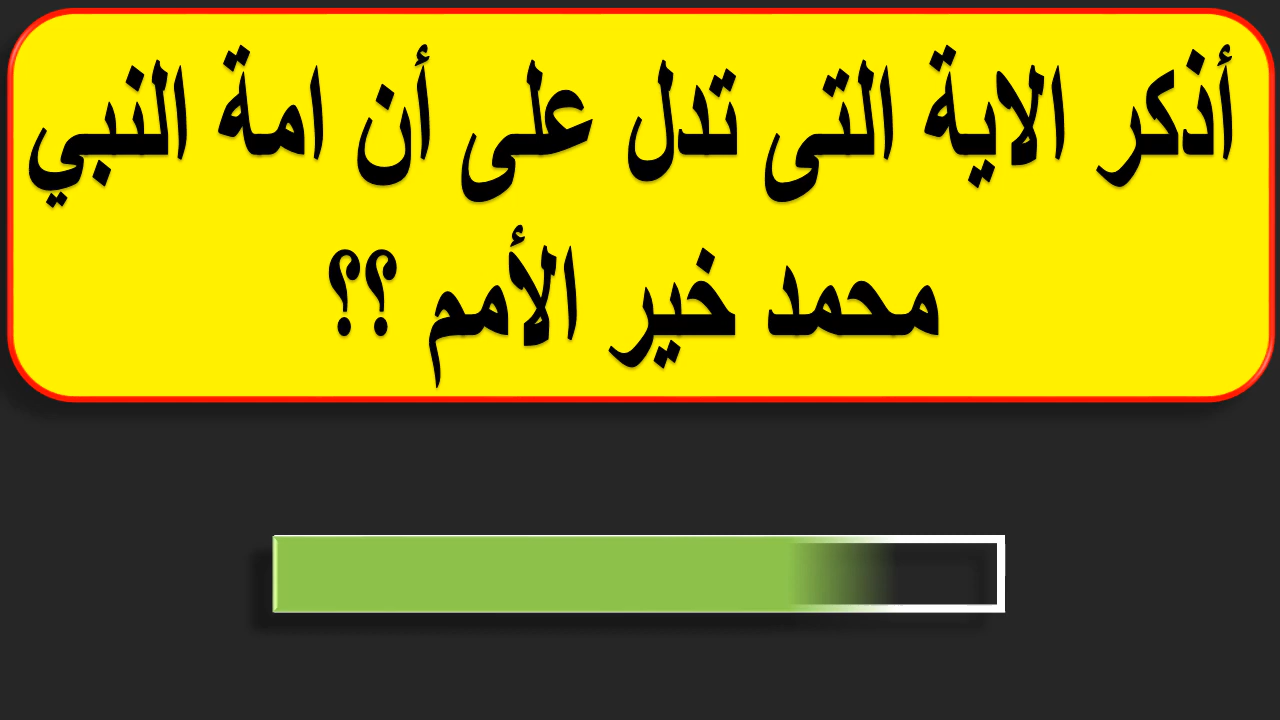 أذكر الاية التى تدل على أن امة النبي
محمد خير الأمم ؟؟